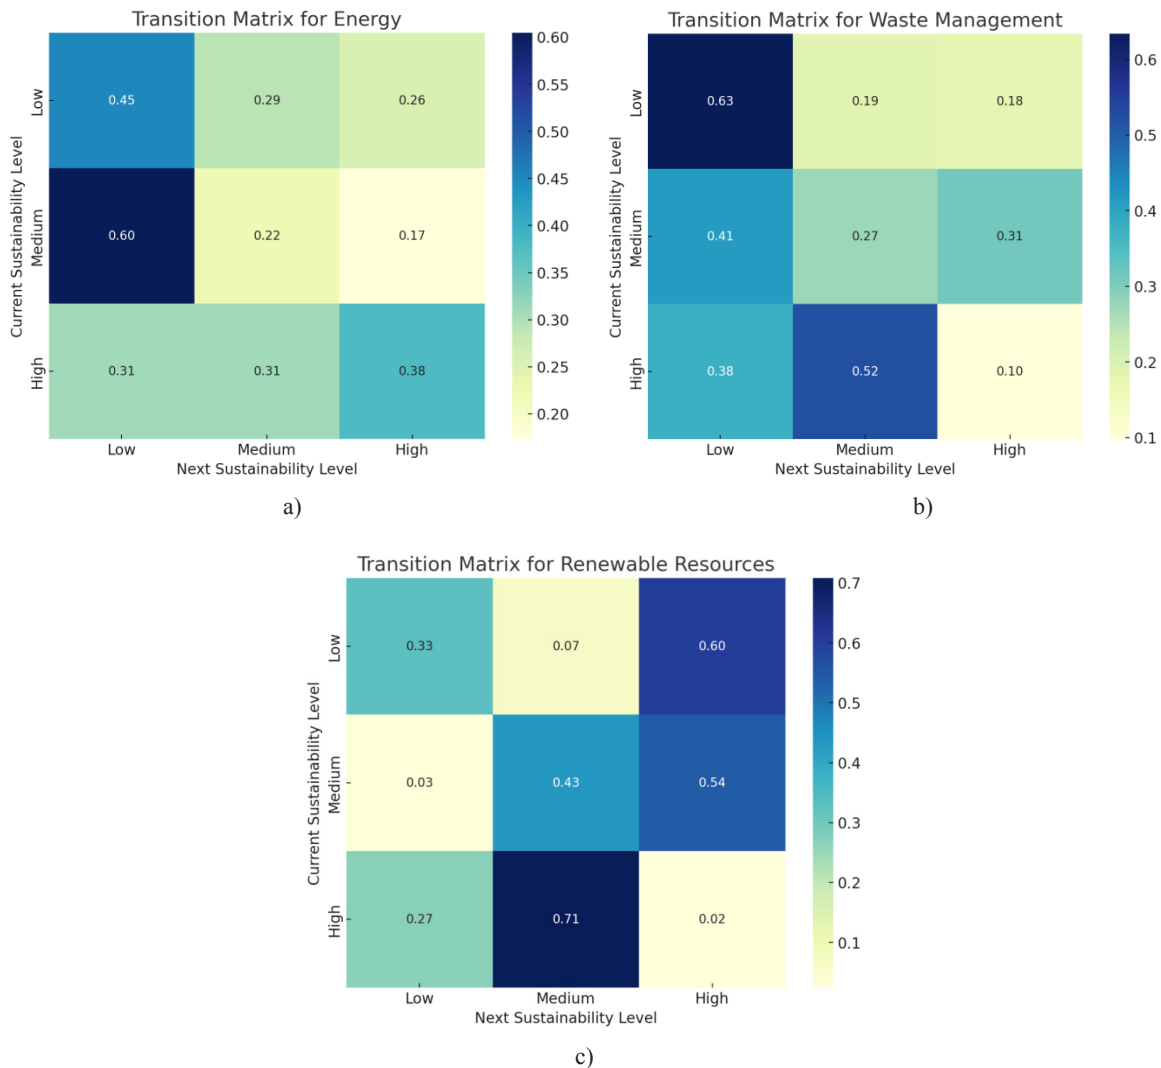 Transition Matrix for Energy
Current Sustainability Level
Low
Medium
High
0.45 0.29 0.26
0.60 0.22 0.17
0.31 0.31 0.38
Low Medium High
Next Sustainability Level
0.60
0.55
0.50
0.45
0.40
0.35
0.30
0.25
0.20
a)
Transition Matrix for Waste Management
Current Sustainability Level
Low
Medium
High
0.63 0.19 0.18
0.41 0.27 0.31
0.38 0.52 0.10
Low Medium High
Next Sustainability Level
0.6
0.5
0.4
0.3
0.2
0.1
b)
Transition Matrix for Renewable Resources
Current Sustainability Level
Low
Medium
High
0.33 0.07 0.60
0.03 0.43 0.54
0.27 0.71 0.02
Low Medium High
Next Sustainability Level
0.7
0.6
0.5
0.4
0.3
0.2
0.1
c)